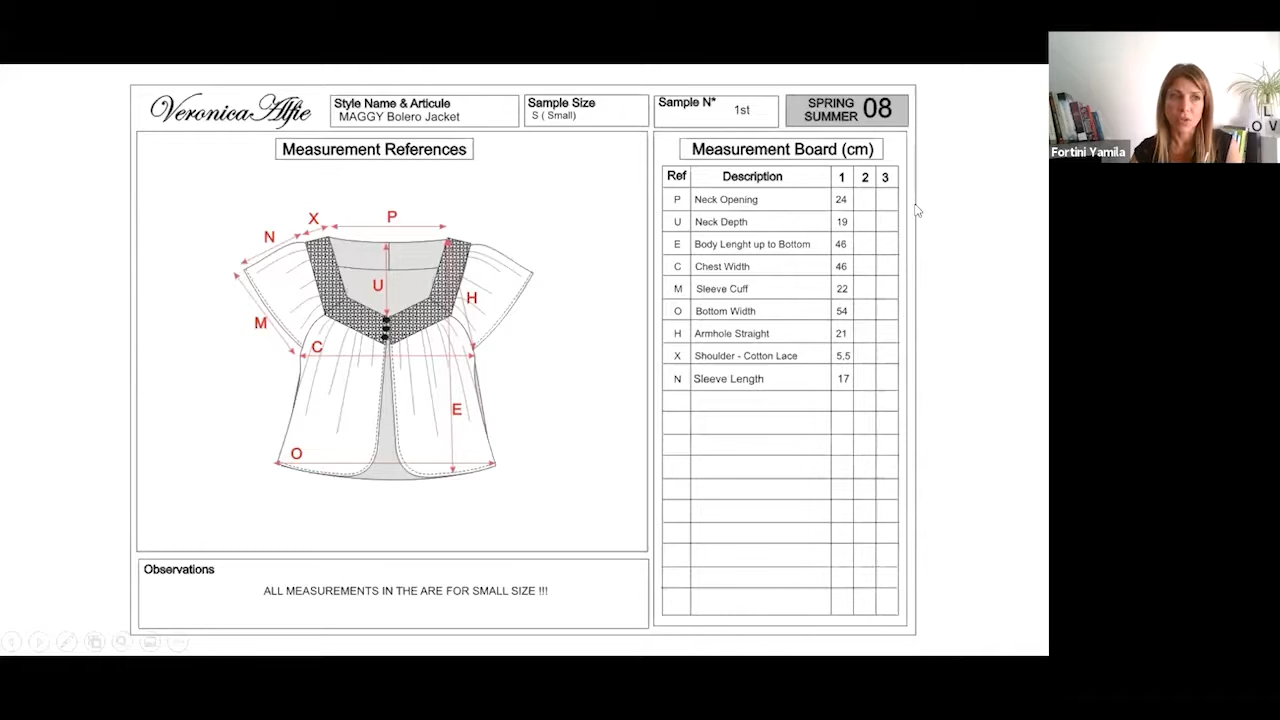 Veronica Alfie
Style Name & Articule
MAGGY Bolero Jacket
Sample Size
S ( Small)
Sample N°
1st
SPRING
SUMMER 08
Measurement References
X
P
N
U
H
M
C
E
O
Observations
ALL MEASUREMENTS IN THE ARE FOR SMALL SIZE !!!
Measurement Board (cm)
Ref Description 1 2 3
P Neck Opening 24
U Neck Depth 19
E Body Lenght up to Bottom 46
C Chest Width 46
M Sleeve Cuff 22
O Bottom Width 54
H Armhole Straight 21
X Shoulder - Cotton Lace 5.5
N Sleeve Length 17
Fortini Yamila
L
O V